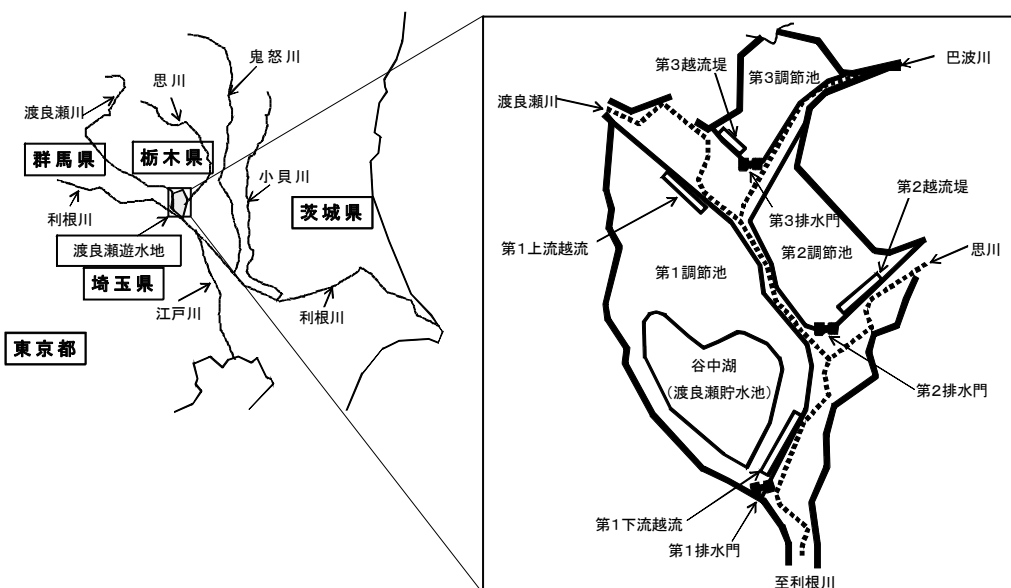 鬼怒川
思川
渡良瀬川
群馬県
栃木県
小貝川
利根川
茨城県
渡良瀬遊水地
埼玉県
江戸川
利根川
東京都
第3越流堤
第3調節池
巴波川
渡良瀬川
第2越流堤
第3排水門
思川
第1上流越流
第2調節池
第1調節池
谷中湖
(渡良瀬貯水池)
第2排水門
第1下流越流
第1排水門
至利根川